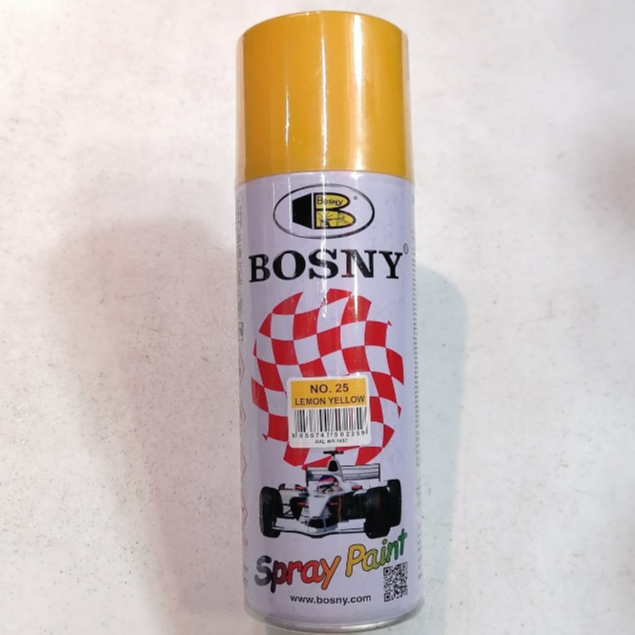 BOSNY
BOSNY®
NO. 25
LEMON YELLOW
Spray Paint
www.bosny.com